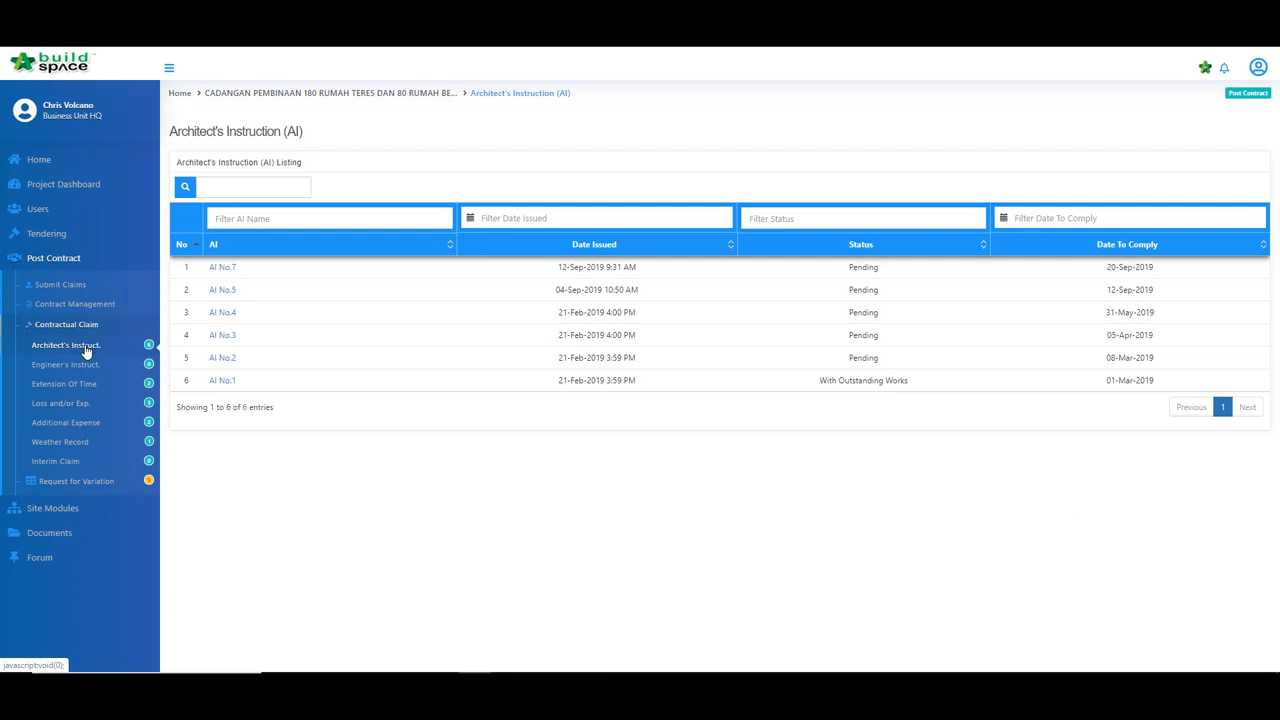 build
space
Chris Volcano
Business Unit HQ
Home
Project Dashboard
Users
Tendering
Post Contract
Submit Claims
Contract Management
Contractual Claim
Architect's Instruct.
Engineer's Instruct.
Extension Of Time
Loss and/or Exp.
Additional Expense
Weather Record
Interim Claim
Request for Variation
Site Modules
Documents
Forum
javascript:void(0);
Home > CADANGAN PEMBINAAN 180 RUMAH TERES DAN 80 RUMAH BE... > Architect's Instruction (AI)
Post Contract
Architect's Instruction (AI)
Architect's Instruction (AI) Listing
Filter AI Name Filter Date Issued Filter Status Filter Date To Comply
No AI Date Issued Status Date To Comply
1 AI No.7 12-Sep-2019 9:31 AM Pending 20-Sep-2019
2 AI No.5 04-Sep-2019 10:50 AM Pending 12-Sep-2019
3 AI No.4 21-Feb-2019 4:00 PM Pending 31-May-2019
4 AI No.3 21-Feb-2019 4:00 PM Pending 05-Apr-2019
5 AI No.2 21-Feb-2019 3:59 PM Pending 08-Mar-2019
6 AI No.1 21-Feb-2019 3:59 PM With Outstanding Works 01-Mar-2019
Showing 1 to 6 of 6 entries
Previous 1 Next